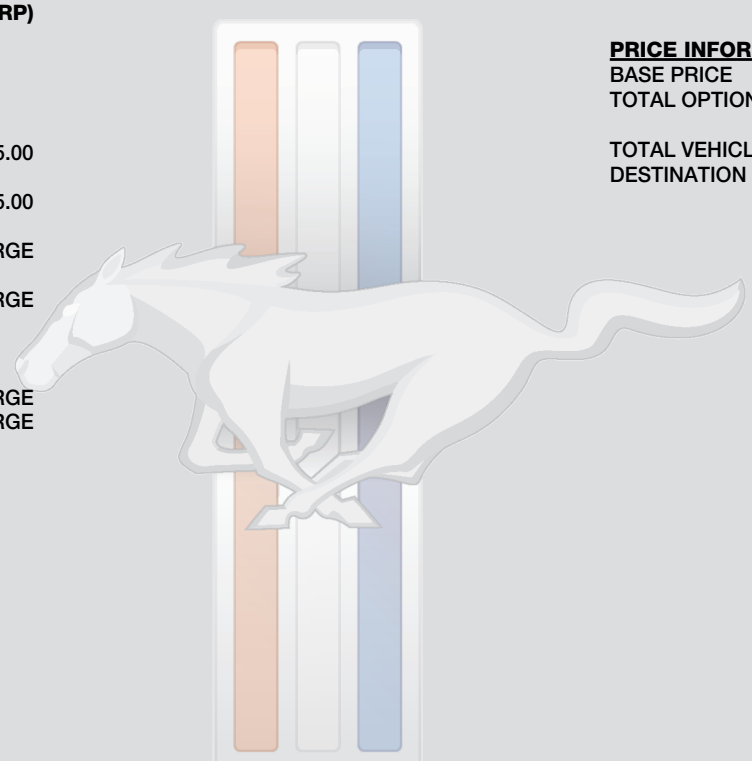 RP)
5.00
5.00
RGE
RGE
RGE
RGE
PRICE INFOR
BASE PRICE
TOTAL OPTION
TOTAL VEHICL
DESTINATION